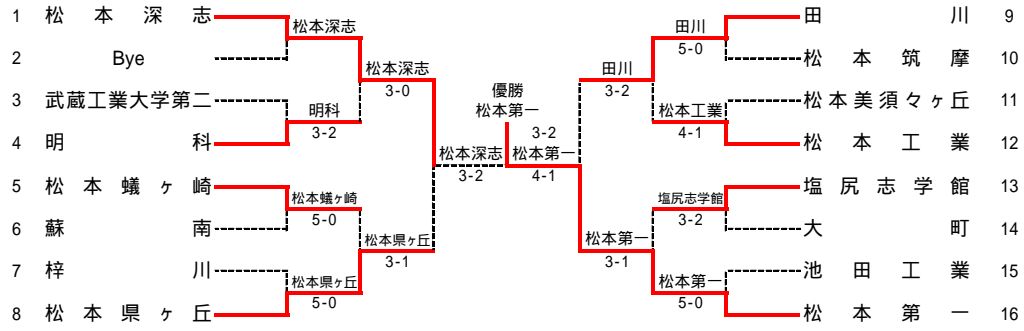 1 松本深志
2 Bye
3 武蔵工業大学第二
4 明科
5 松本蟻ヶ崎
6 蘇南
7 梓川
8 松本県ヶ丘
松本深志
明科
3-2
松本蟻ヶ崎
5-0
松本県ヶ丘
5-0
松本深志
3-0
松本県ヶ丘
3-1
松本深志
3-2
優勝
松本第一
3-2
松本第一
4-1
田川
3-2
松本第一
3-1
田川
5-0
松本工業
4-1
塩尻志学館
3-2
松本第一
5-0
田川 9
松本筑摩 10
松本美須々ヶ丘 11
松本工業 12
塩尻志学館 13
大町 14
池田工業 15
松本第一 16